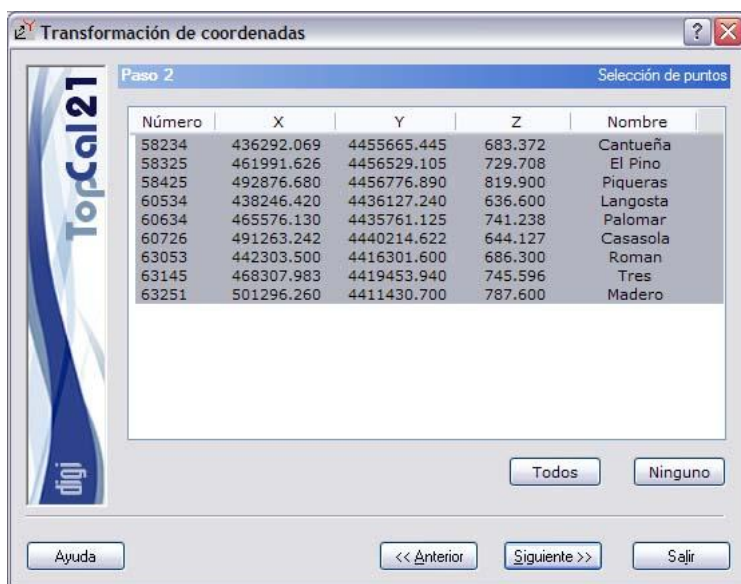 Transformación de coordenadas
TopCal 21
digi
Paso 2 Selección de puntos
Número X Y Z Nombre
58234 436292.069 4455665.445 683.372 Cantueña
58325 461991.626 4456529.105 729.708 El Pino
58425 492876.680 4456776.890 819.900 Piqueras
60534 438246.420 4436127.240 636.600 Langosta
60634 465576.130 4435761.125 741.238 Palomar
60726 491263.242 4440214.622 644.127 Casasola
63053 442303.500 4416301.600 686.300 Roman
63145 468307.983 4419453.940 745.596 Tres
63251 501296.260 4411430.700 787.600 Madero
Todos Ninguno
Ayuda << Anterior Siguiente >> Salir